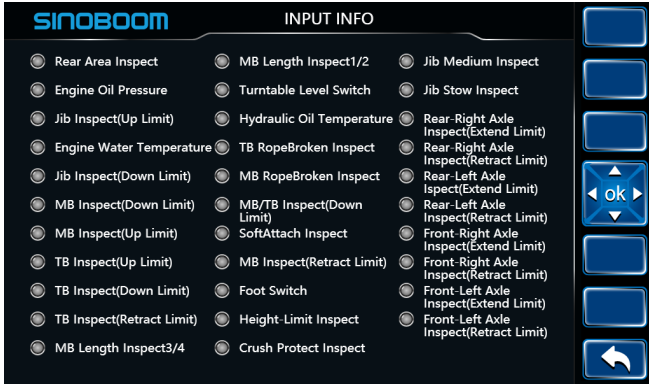 SINOBOOM
INPUT INFO
Rear Area Inspect
Engine Oil Pressure
Jib Inspect(Up Limit)
Engine Water Temperature
Jib Inspect(Down Limit)
MB Inspect(Down Limit)
MB Inspect(Up Limit)
TB Inspect(Up Limit)
TB Inspect(Down Limit)
TB Inspect(Retract Limit)
MB Length Inspect3/4
MB Length Inspect1/2
Turntable Level Switch
Hydraulic Oil Temperature
TB RopeBroken Inspect
MB RopeBroken Inspect
MB/TB Inspect(Down
Limit)
SoftAttach Inspect
MB Inspect(Retract Limit)
Foot Switch
Height-Limit Inspect
Crush Protect Inspect
Jib Medium Inspect
Jib Stow Inspect
Rear-Right Axle
Inspect(Extend Limit)
Rear-Right Axle
Inspect(Retract Limit)
Rear-Left Axle
Ispect(Extend Limit)
Rear-Left Axle
Inspect(Retract Limit)
Front-Right Axle
Inspect(Extend Limit)
Front-Right Axle
Inspect(Retract Limit)
Front-Left Axle
Inspect(Extend Limit)
Front-Left Axle
Inspect(Retract Limit)
ok